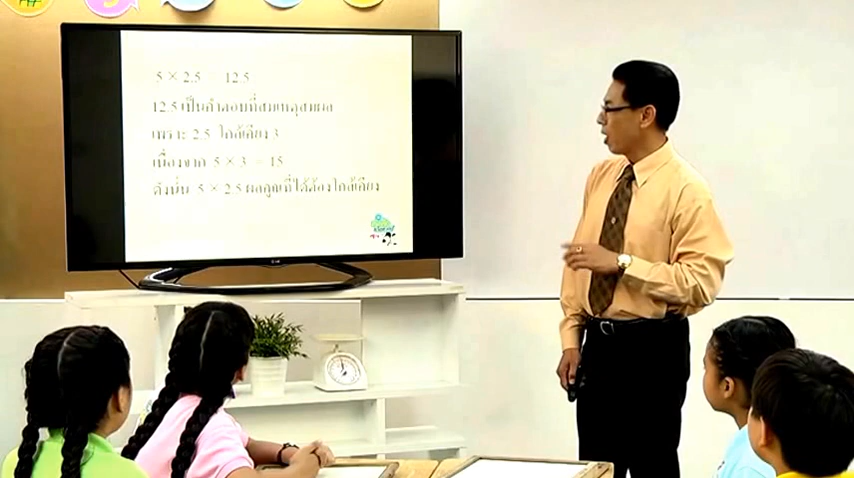 5 × 2.5 = 12.5
12.5 เป็นคำตอบที่สมเหตุสมผล
เพราะ 2.5 ใกล้เคียง 3
เนื่องจาก 5 × 3 = 15
ดังนั้น 5 × 2.5 ผลคูณที่ได้ต้องใกล้เคียง